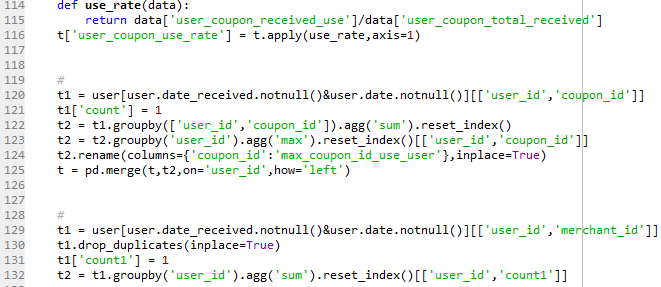 114 def use_rate(data):
115 return data['user_coupon_received_use']/data['user_coupon_total_received']
116 t['user_coupon_use_rate'] = t.apply(use_rate,axis=1)
117
118
119 #
120 t1 = user[user.date_received.notnull()&user.date.notnull()][['user_id','coupon_id']]
121 t1['count'] = 1
122 t2 = t1.groupby(['user_id','coupon_id']).agg('sum').reset_index()
123 t2 = t2.groupby('user_id').agg('max').reset_index()[['user_id','coupon_id']]
124 t2.rename(columns={'coupon_id':'max_coupon_id_use_user'},inplace=True)
125 t = pd.merge(t,t2,on='user_id',how='left')
126
127
128 #
129 t1 = user[user.date_received.notnull()&user.date.notnull()][['user_id','merchant_id']]
130 t1.drop_duplicates(inplace=True)
131 t1['count1'] = 1
132 t2 = t1.groupby('user_id').agg('sum').reset_index()[['user_id','count1']]